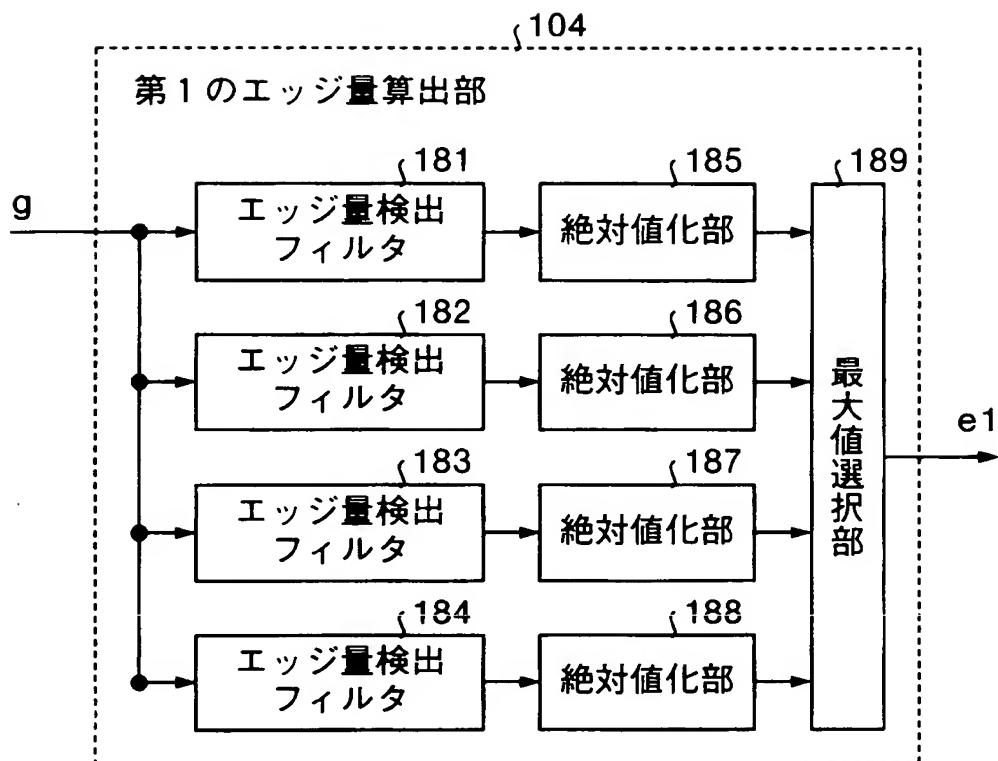 104
第1のエッジ量算出部
g
181
エッジ量検出
フィルタ
185
絶対値化部
189
182
エッジ量検出
フィルタ
186
絶対値化部
183
エッジ量検出
フィルタ
187
絶対値化部
184
エッジ量検出
フィルタ
188
絶対値化部
最大値選択部
e1